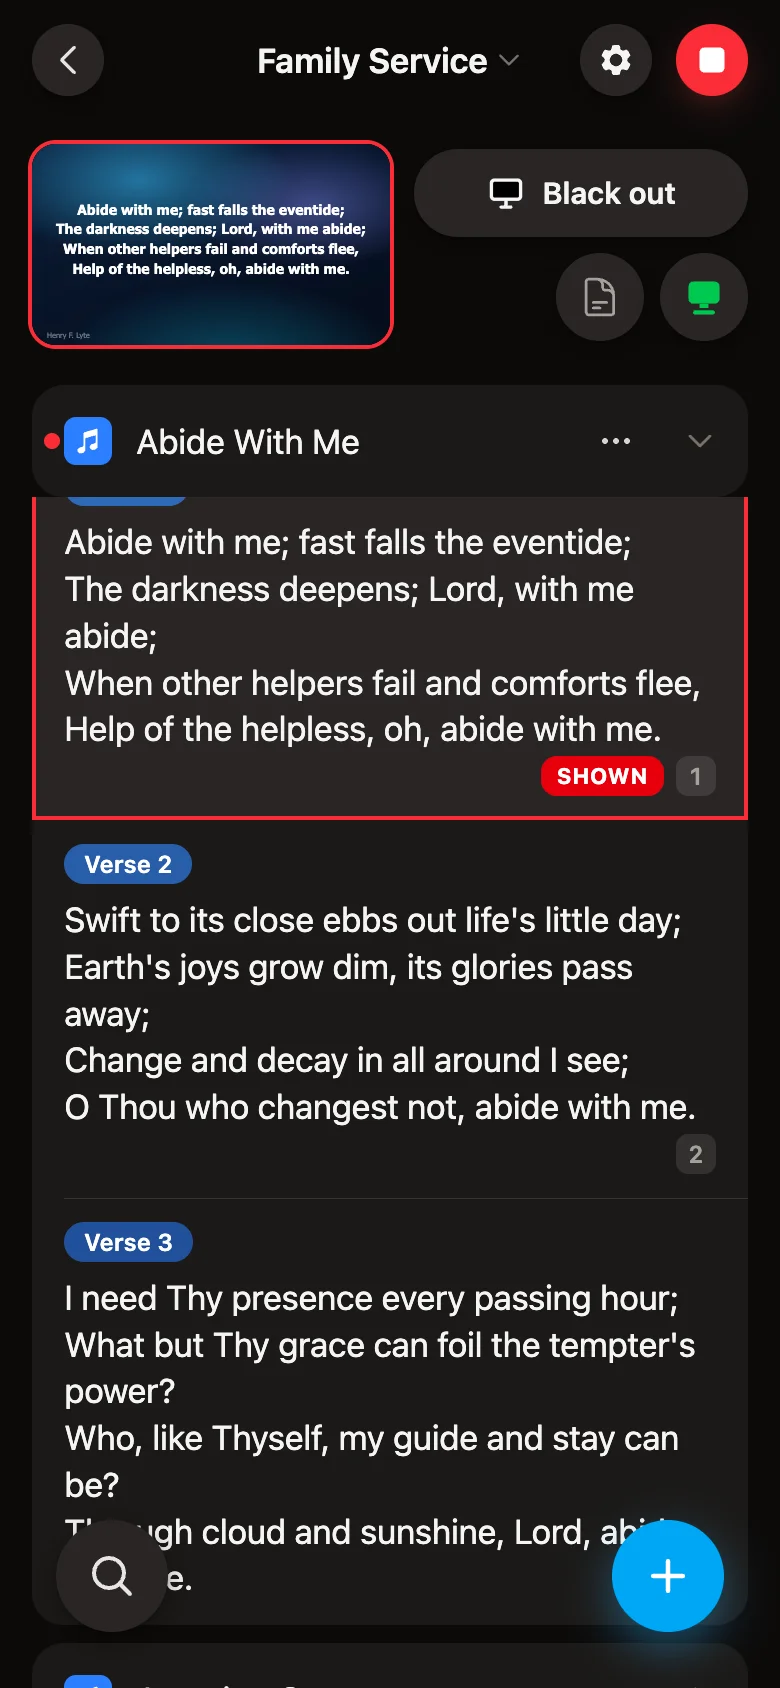 Family Service
Abide with me; fast falls the eventide;
The darkness deepens; Lord, with me abide;
When other helpers fail and comforts flee,
Help of the helpless, oh, abide with me.
Henry F. Lyte
Black out
Abide With Me
Abide with me; fast falls the eventide;
The darkness deepens; Lord, with me
abide;
When other helpers fail and comforts flee,
Help of the helpless, oh, abide with me.
SHOWN 1
Verse 2
Swift to its close ebbs out life's little day;
Earth's joys grow dim, its glories pass
away;
Change and decay in all around I see;
O Thou who changest not, abide with me.
2
Verse 3
I need Thy presence every passing hour;
What but Thy grace can foil the tempter's
power?
Who, like Thyself, my guide and stay can
be?
cloud and sunshine, Lord,